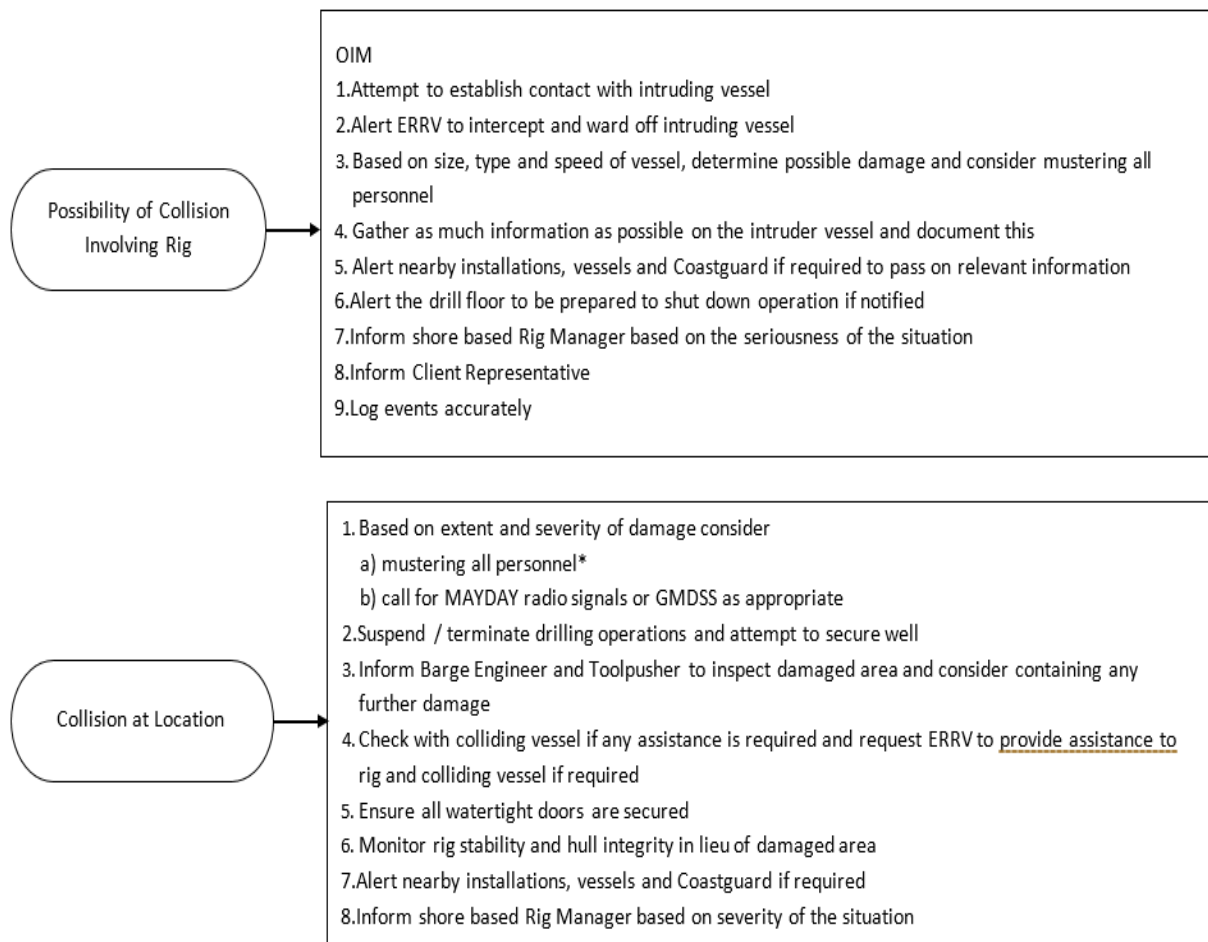 OIM
1.Attempt to establish contact with intruding vessel
2.Alert ERRV to intercept and ward off intruding vessel
3. Based on size, type and speed of vessel, determine possible damage and consider mustering all
personnel
4. Gather as much information as possible on the intruder vessel and document this
5. Alert nearby installations, vessels and Coastguard if required to pass on relevant information
6.Alert the drill floor to be prepared to shut down operation if notified
7.Inform shore based Rig Manager based on the seriousness of the situation
8.Inform Client Representative
9.Log events accurately
Possibility of Collision
Involving Rig
1. Based on extent and severity of damage consider
a) mustering all personnel*
b) call for MAYDAY radio signals or GMDSS as appropriate
2.Suspend / terminate drilling operations and attempt to secure well
3. Inform Barge Engineer and Toolpusher to inspect damaged area and consider containing any
further damage
4. Check with colliding vessel if any assistance is required and request ERRV to provide assistance to
rig and colliding vessel if required
5. Ensure all watertight doors are secured
6. Monitor rig stability and hull integrity in lieu of damaged area
7.Alert nearby installations, vessels and Coastguard if required
8.Inform shore based Rig Manager based on severity of the situation
Collision at Location